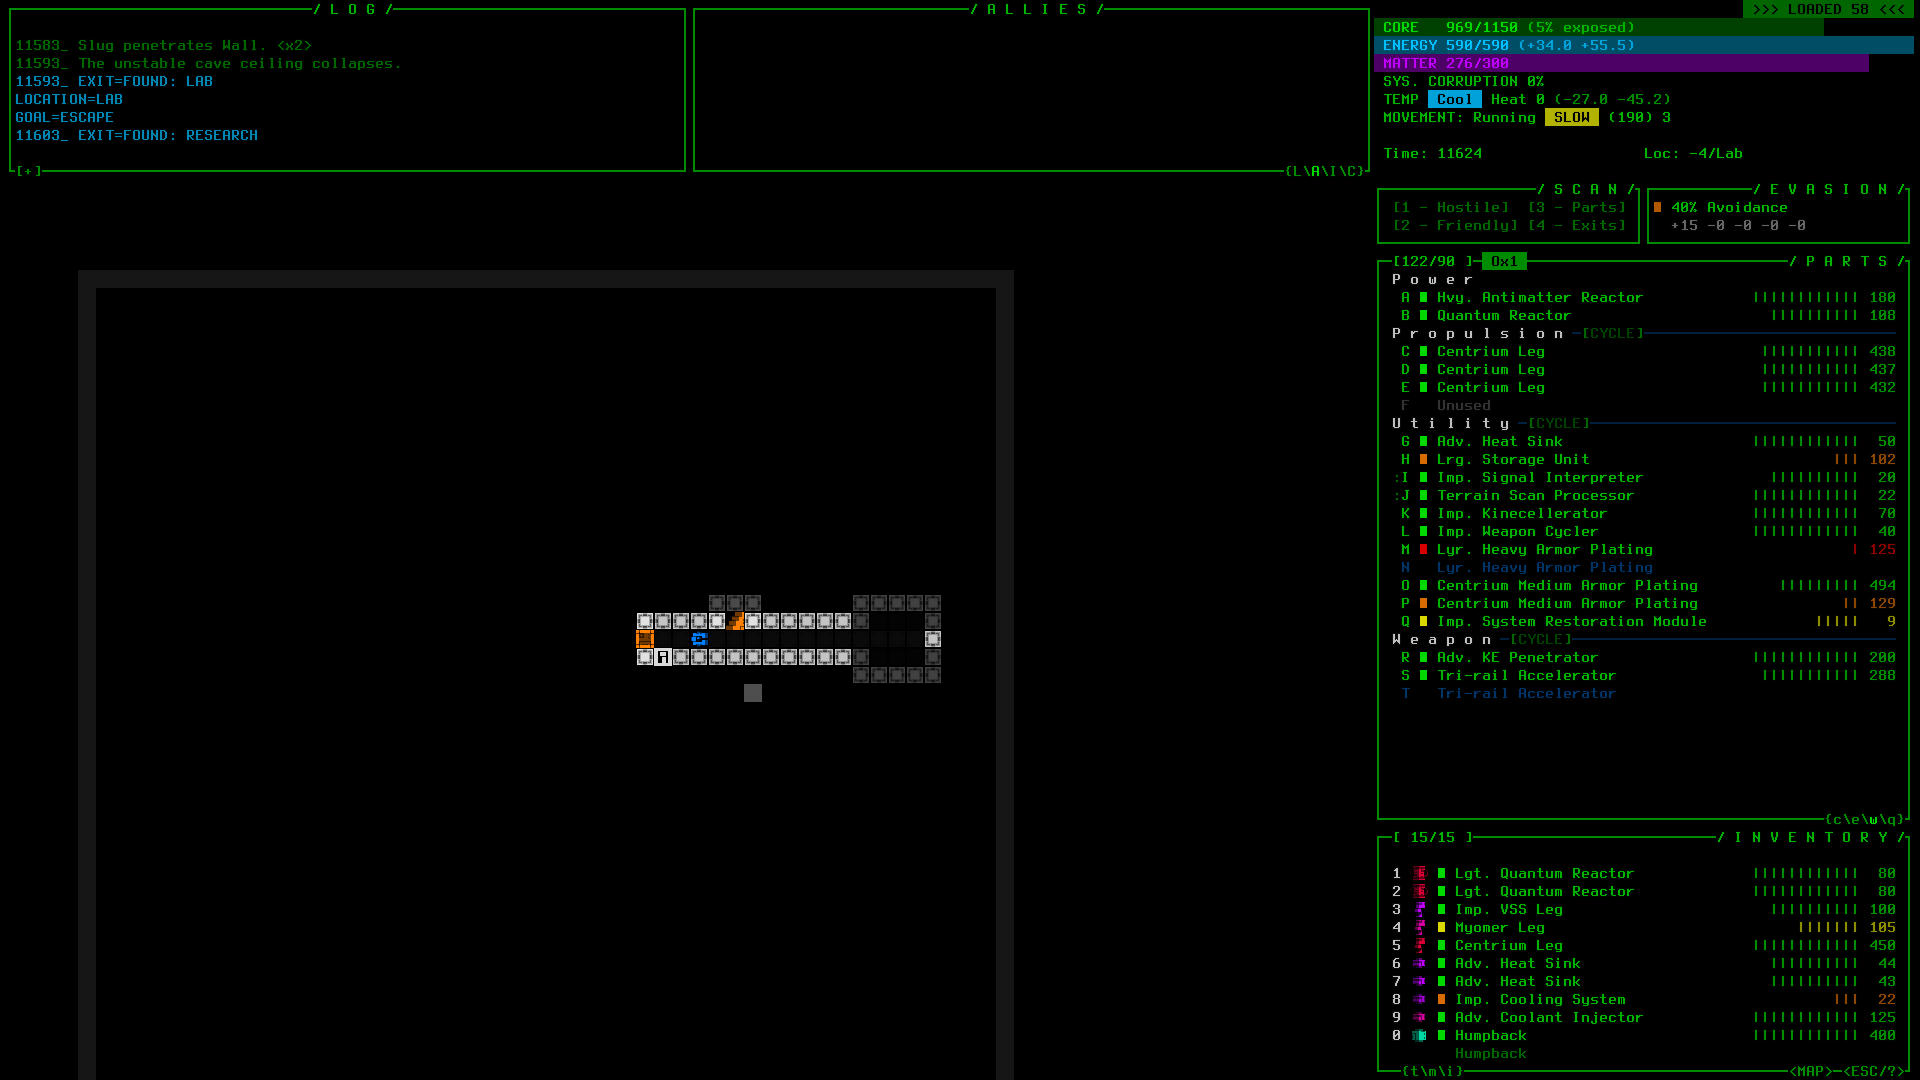 / L O G /
11583_ Slug penetrates Wall. <x2>
11593_ The unstable cave ceiling collapses.
11593_ EXIT=FOUND: LAB
LOCATION=LAB
GOAL=ESCAPE
11603_ EXIT=FOUND: RESEARCH
[+]
/ A L L I E S /
{L\A\I\C}
>>> LOADED 58 <<<
CORE 969/1150 (5% exposed)
ENERGY 590/590 (+34.0 +55.5)
MATTER 276/300
SYS. CORRUPTION 0%
TEMP Cool Heat 0 (-27.0 -45.2)
MOVEMENT: Running SLOW (190) 3
Time: 11624 Loc: -4/Lab
/ S C A N /
[1 - Hostile] [3 - Parts]
[2 - Friendly] [4 - Exits]
/ E V A S I O N /
40% Avoidance
+15 -0 -0 -0 -0
[122/90 ] 0x1 / P A R T S /
P o w e r
A Hvy. Antimatter Reactor 180
B Quantum Reactor 108
P r o p u l s i o n [CYCLE]
C Centrium Leg 438
D Centrium Leg 437
E Centrium Leg 432
F Unused
U t i l i t y [CYCLE]
G Adv. Heat Sink 50
H Lrg. Storage Unit 102
:I Imp. Signal Interpreter 20
:J Terrain Scan Processor 22
K Imp. Kinecellerator 70
L Imp. Weapon Cycler 40
M Lyr. Heavy Armor Plating 125
N Lyr. Heavy Armor Plating
O Centrium Medium Armor Plating 494
P Centrium Medium Armor Plating 129
Q Imp. System Restoration Module 9
W e a p o n [CYCLE]
R Adv. KE Penetrator 200
S Tri-rail Accelerator 288
T Tri-rail Accelerator
{c\e\w\q}
[ 15/15 ] / I N V E N T O R Y /
1 Lgt. Quantum Reactor 80
2 Lgt. Quantum Reactor 80
3 Imp. VSS Leg 100
4 Myomer Leg 105
5 Centrium Leg 450
6 Adv. Heat Sink 44
7 Adv. Heat Sink 43
8 Imp. Cooling System 22
9 Adv. Coolant Injector 125
0 Humpback 400
Humpback
{t\m\i} <MAP> <ESC/?>